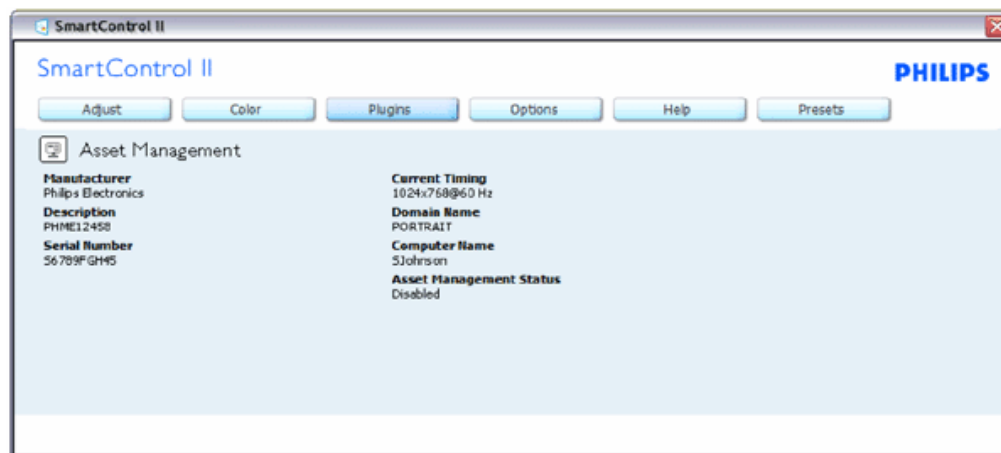 SmartControl II
SmartControl II
PHILIPS
Adjust Color Plugins Options Help Presets
Asset Management
Manufacturer
Philips Electronics
Description
PHME12458
Serial Number
56789FGH45
Current Timing
1024x768@60 Hz
Domain Name
PORTRAIT
Computer Name
SJohnson
Asset Management Status
Disabled